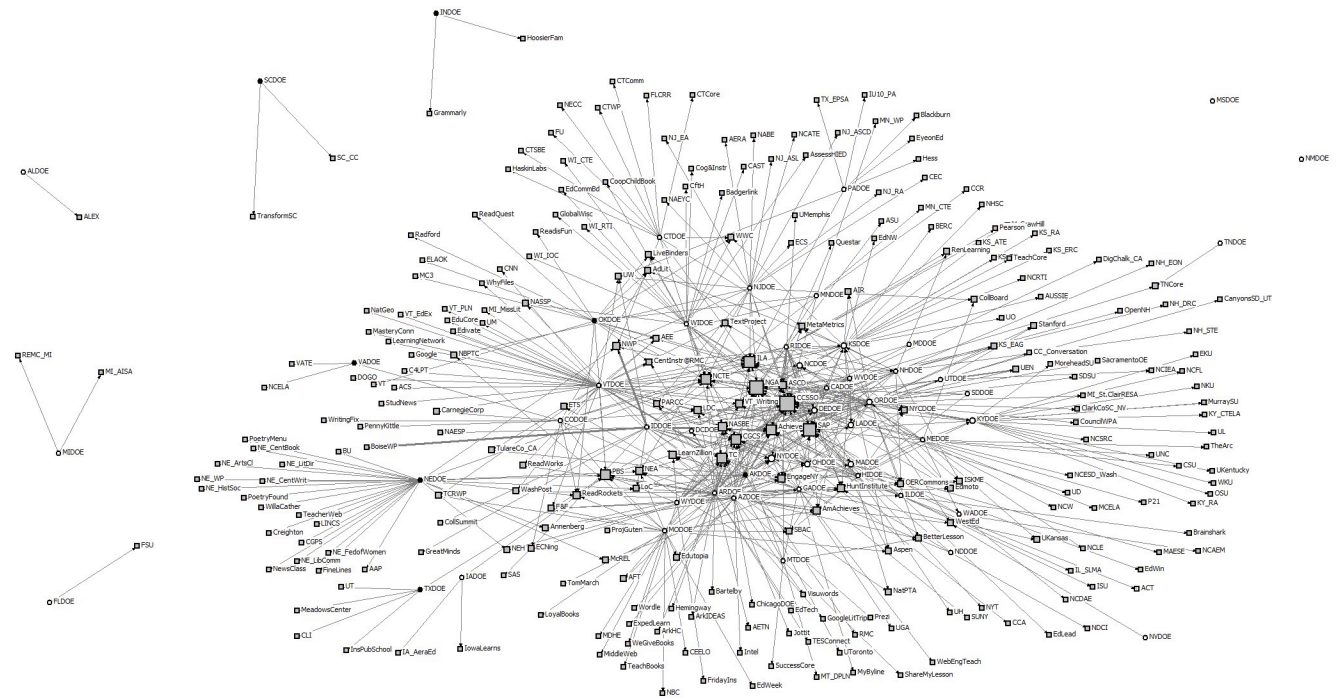 INDOE
HoosierFam
SCDOE
CTComm
FLCRR
CTCore
TX_EPSA
IU10_PA
MSDOE
NECC
CTWP
Grammarly
Blackburn
FU
NJ_EA
AERA
NABE
NCATE
NJ_ASCD
MN_WP
EyeonEd
CTSBE
SC_CC
WI_CTE
Cog&Instr
CAST
NJ_ASL
AssessHIED
Hess
NMDOE
HaskinLabs
ALDOE
EdCommBd
CoopChildBook
CftH
Badgerlink
PADOE
NJ_RA
CEC
CCR
NAEYC
NHSC
ALEX
TransformSC
ReadQuest
GlobalWisc
UMemphis
ASU
MN_CTE
Pearson
KS_RA
ReadisFun
WI_RTI
CTDOE
WWC
ECS
Questar
EdNW
BERC
KS_ATE
Radford
RenLearning
KS_ERC
TNDOE
ELAOK
WI_IOC
LiveBinders
TeachCore
DigChalk_CA
NH_EON
MC3
CNN
UW
AdLit
NCRTI
TNCore
WhyFiles
NJDOE
MNDOE
AIR
CollBoard
AUSSIE
OpenNH
NH_DRC
CanyonsSD_UT
NatGeo
VT_PLN
VT_EdEx
MI_MissLit
NASSP
EduCore
UM
OKDOE
WIDOE
TextProject
MetaMetrics
UO
Stanford
MasteryConn
Edivate
AEE
KSDOE
MDDOE
KS_EAG
NH_STE
LearningNetwork
NWP
RIDOE
CC_Conversation
REMC_MI
Google
NBPTC
CentInstr@RMC
ILA
NCDOE
NHDOE
UEN
MoreheadSU
SacramentoOE
EKU
VATE
VADOE
C4LPT
NCIEA
NCFL
MI_AISA
DOGO
NCTE
NGA
ASCD
WVDOE
UTDOE
SDSU
NKU
NCELA
VT
ACS
VTDOE
CADOE
SDDOE
MI_St.ClairRESA
StudNews
PARCC
VT_Writing
CCSSO
ORDOE
ClarkCoSC_NV
MurraySU
CarnegieCorp
ETS
LDC
DEDOE
NYCDOE
KYDOE
KY_CTELA
WritingFix
CODOE
CouncilWPA
PennyKittle
IDDOE
DCDOE
NASBE
Achieve
SAP
LADOE
UL
PoetryMenu
BU
BoiseWP
NAESP
CGCS
MEDOE
NCSRC
TheArc
MIDOE
NE_CentBook
TulareCo_CA
LearnZillion
TC
NYDOE
UNC
NE_ArtsCl
NE_LitDir
ReadWorks
OHDOE
MADOE
CSU
UKentucky
NE_WP
NE_CentWrit
NEDOE
PBS
NEA
AKDOE
EngageNY
HIDOE
NCESD_Wash
WKU
NE_HistSoc
WashPost
LoC
GADOE
HuntInstitute
OERCommons
ISKME
OSU
PoetryFound
TCRWP
ReadRockets
ARDOE
ILDOE
Edmoto
UD
P21
KY_RA
WillaCather
WYDOE
AZDOE
NCW
MCELA
TeacherWeb
F&F
AmAchieves
WADOE
LINCS
CollSummit
Annenberg
ProjGuten
MODOE
SBAC
WestEd
Brainshark
Creighton
BetterLesson
UKansas
CGPS
NEH
ECNing
Aspen
NDDOE
NCLE
MAESE
NCAEM
FSU
NE_FedofWomen
GreatMinds
McREL
Edutopia
MTDOE
IL_SLMA
EdWin
NE_LibComm
NewsClass
FineLines
AAP
SAS
IADOE
AFT
ISU
ACT
UT
TXDOE
TomMarch
Bartelby
Visuwords
NatPTA
NCDAE
FLDOE
ChicagoDOE
MeadowsCenter
LoyalBooks
Wordle
Hemingway
EdTech
GoogleLitTrip
Prezi
UH
NYT
ExpedLearn
ArkIDEAS
SUNY
NDCI
CLI
MDHE
ArkHC
AETN
Jottit
RMC
UGA
CCA
EdLead
NVDOE
WeGiveBooks
TESConnect
InsPubSchool
IA_AeraEd
IowaLearns
MiddleWeb
CEELO
Intel
UToronto
WebEngTeach
TeachBooks
SuccessCore
MyByline
FridayIns
MT_DPLN
ShareMyLesson
NBC
EdWeek